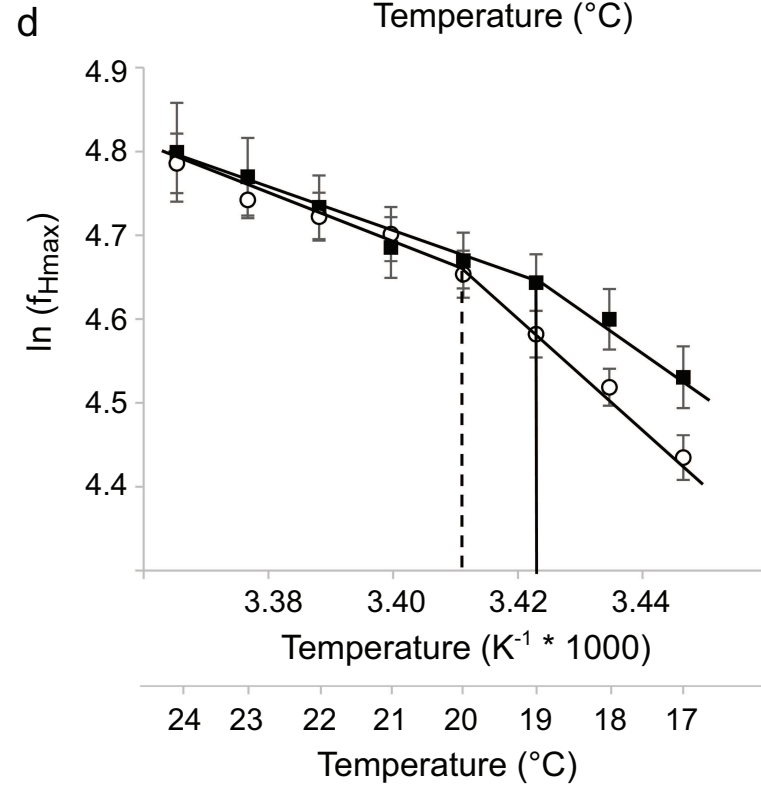 Temperature (°C)
d
4.9
4.8
4.7
4.6
4.5
4.4
ln (fHmax)
3.38 3.40 3.42 3.44
Temperature (K-1 * 1000)
24 23 22 21 20 19 18 17
Temperature (°C)